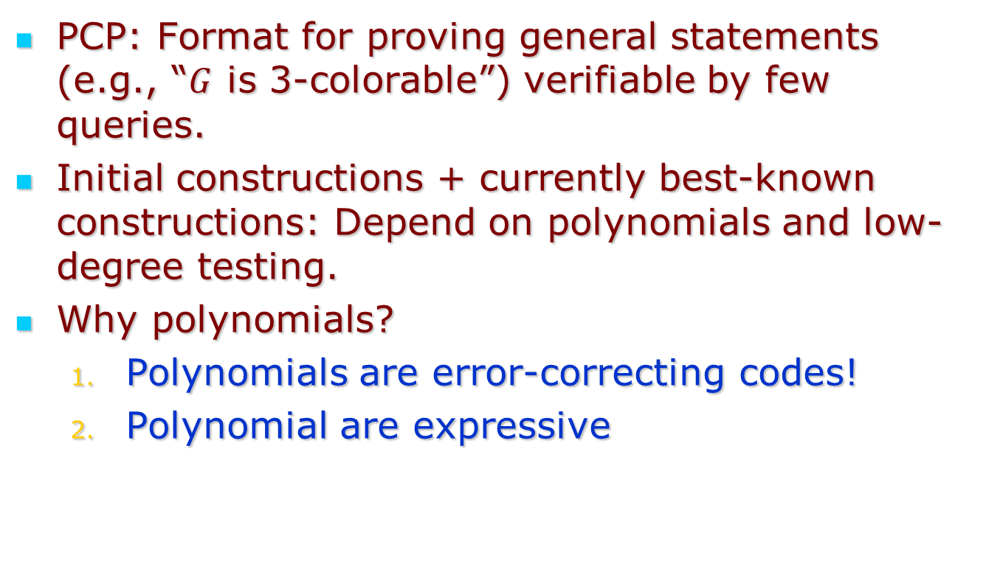 PCP: Format for proving general statements
(e.g., “𝐺 is 3-colorable”) verifiable by few
queries.
Initial constructions + currently best-known
constructions: Depend on polynomials and low-
degree testing.
Why polynomials?
1. Polynomials are error-correcting codes!
2. Polynomial are expressive